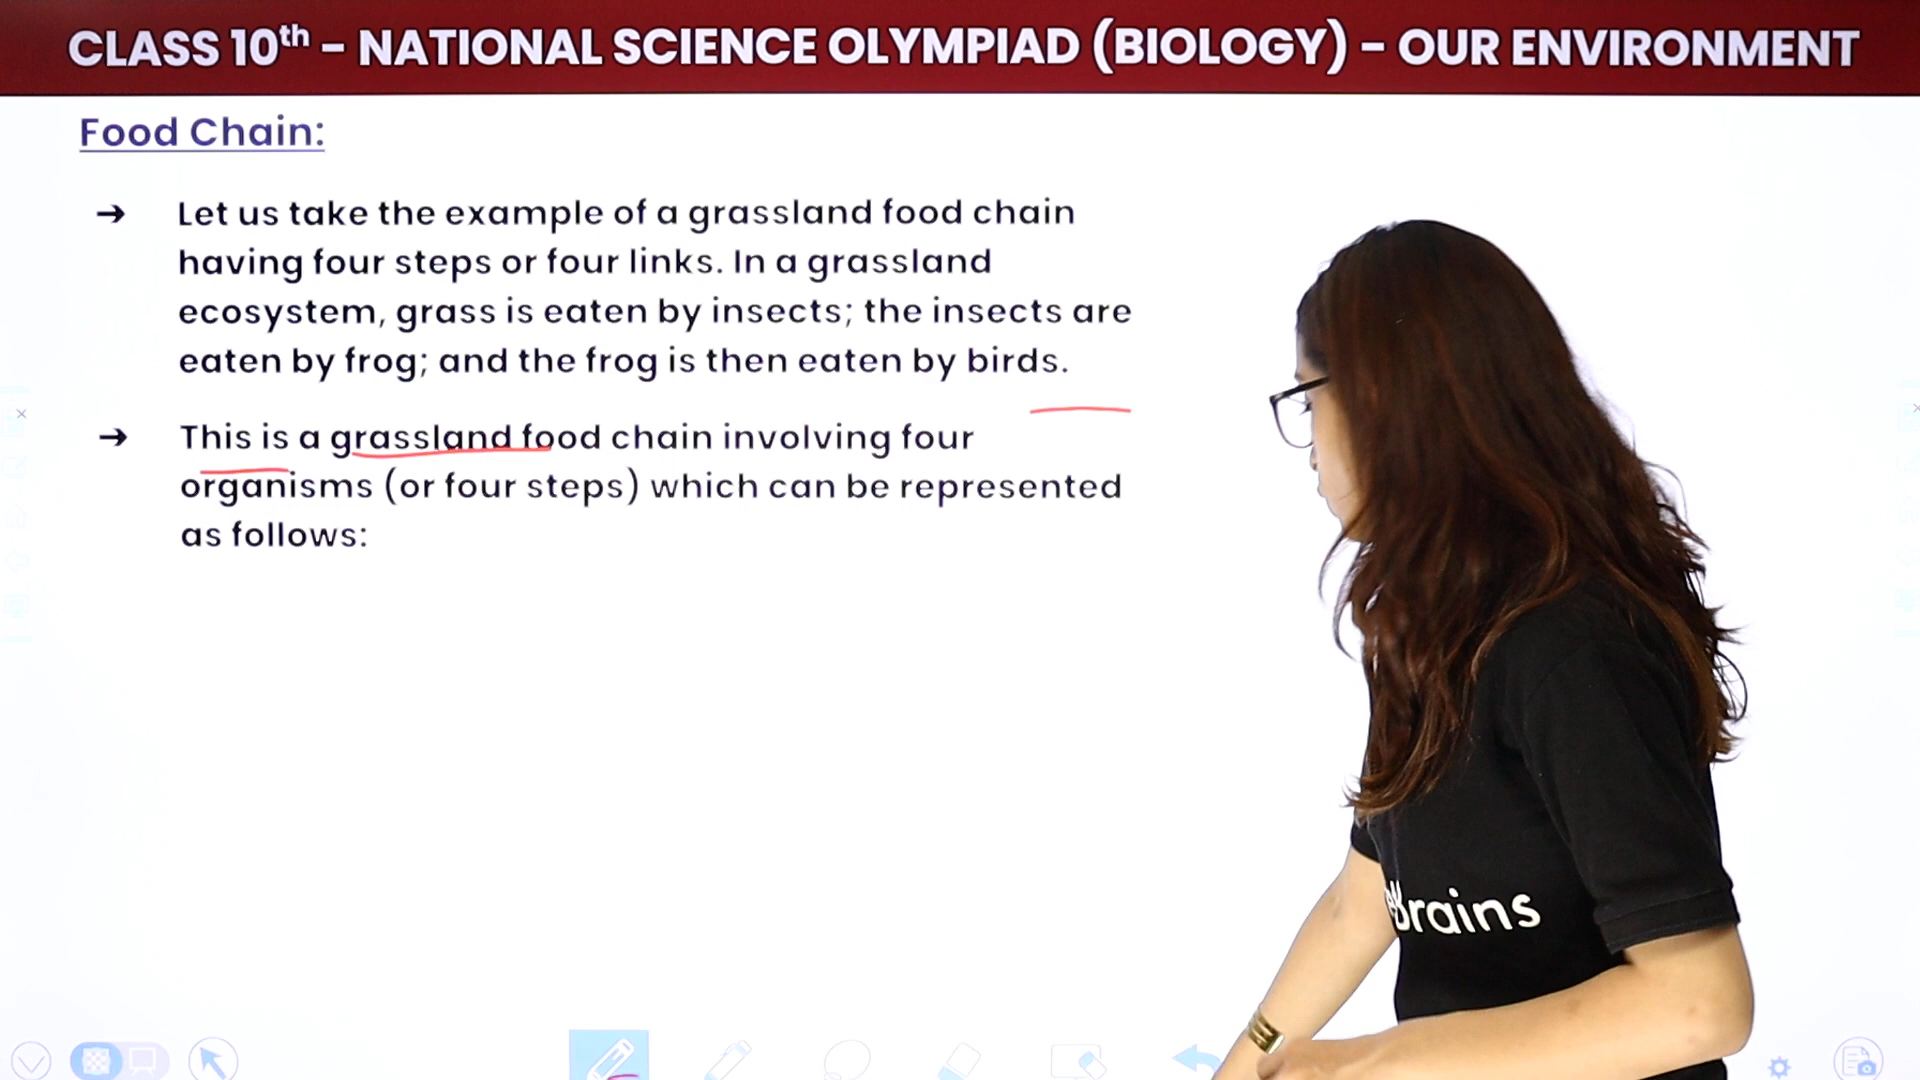 CLASS 10th – NATIONAL SCIENCE OLYMPIAD (BIOLOGY) – OUR ENVIRONMENT
Food Chain:
➔ Let us take the example of a grassland food chain
having four steps or four links. In a grassland
ecosystem, grass is eaten by insects; the insects are
eaten by frog; and the frog is then eaten by birds.
➔ This is a grassland food chain involving four
organisms (or four steps) which can be represented
as follows: